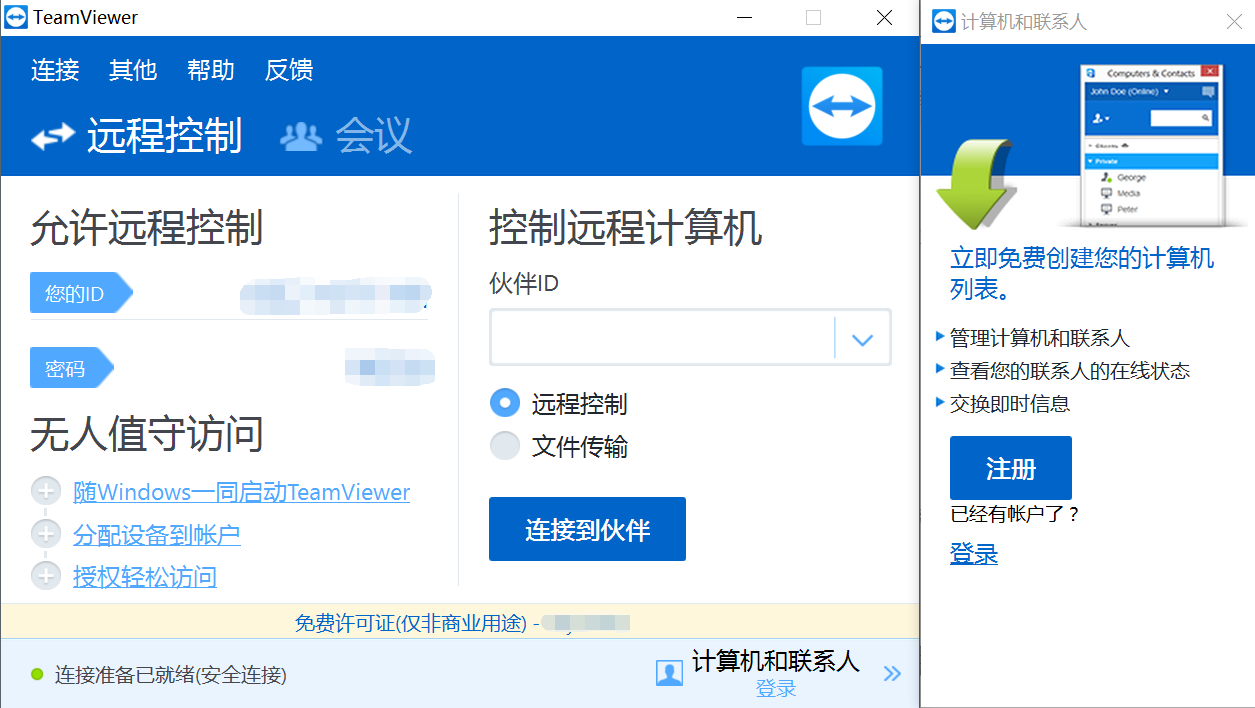 TeamViewer
连接 其他 帮助 反馈
远程控制 会议
允许远程控制
您的ID
密码
无人值守访问
随Windows一同启动TeamViewer
分配设备到帐户
授权轻松访问
控制远程计算机
伙伴ID
远程控制
文件传输
连接到伙伴
免费许可证(仅非商业用途) -
连接准备已就绪(安全连接)
计算机和联系人
登录
计算机和联系人
Computers & Contacts
John Doe (Online)
Private
George
Media
Peter
立即免费创建您的计算机
列表。
管理计算机和联系人
查看您的联系人的在线状态
交换即时信息
注册
已经有帐户了？
登录